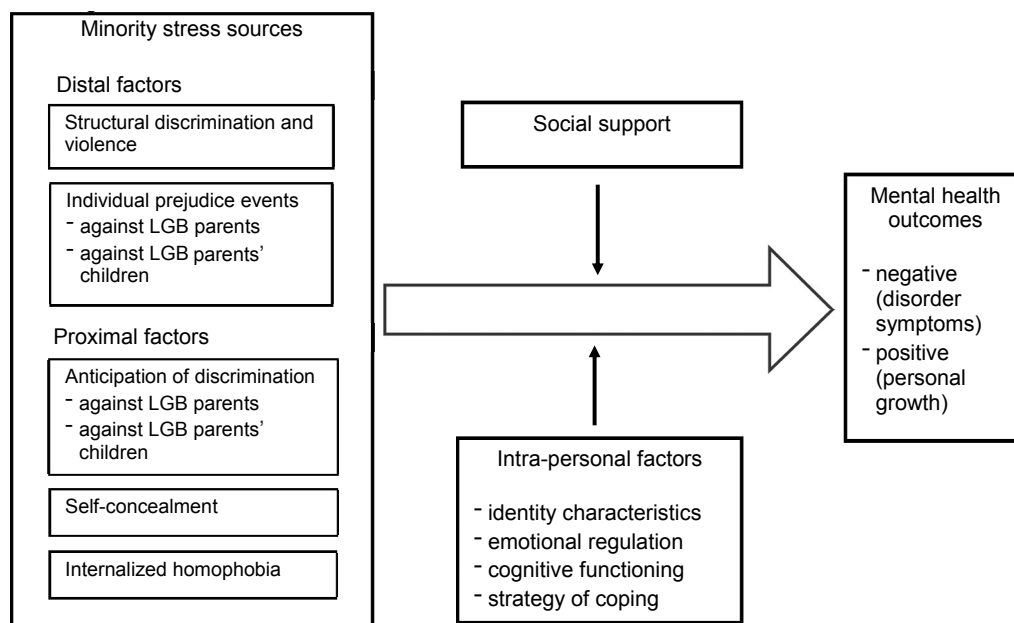 Minority stress sources
Distal factors
Structural discrimination and
violence
Individual prejudice events
- against LGB parents
- against LGB parents’
children
Proximal factors
Anticipation of discrimination
- against LGB parents
- against LGB parents’
children
Self-concealment
Internalized homophobia
Social support
Intra-personal factors
- identity characteristics
- emotional regulation
- cognitive functioning
- strategy of coping
Mental health
outcomes
- negative
(disorder
symptoms)
- positive
(personal
growth)